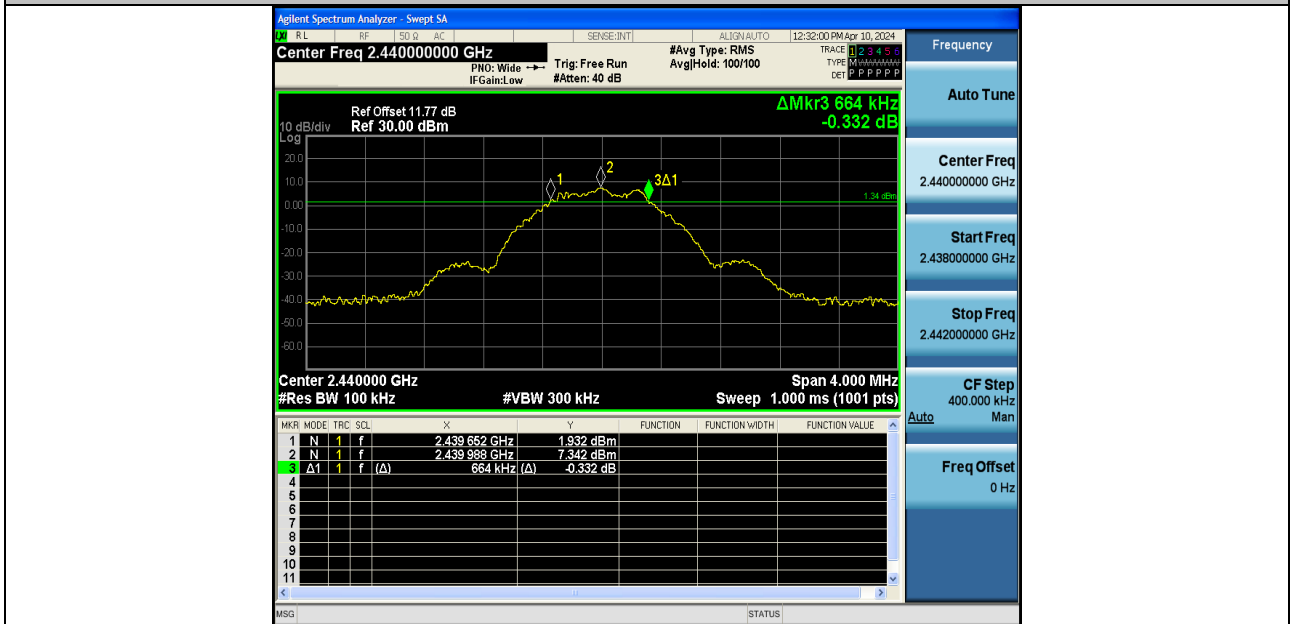 Agilent Spectrum Analyzer - Swept SA
RL RF 50 Ω AC SENSE:INT ALIGNAUTO 12:32:00 PM Apr 10, 2024
Center Freq 2.440000000 GHz
PNO: Wide
IFGain:Low
Trig: Free Run
#Atten: 40 dB
#Avg Type: RMS
Avg|Hold: 100/100
TRACE 1 2 3 4 5 6
TYPE M
DET P P P P P P
Ref Offset 11.77 dB
10 dB/div Ref 30.00 dBm
Log
ΔMkr3 664 kHz
-0.332 dB
20.0
10.0
0.00
-10.0
-20.0
-30.0
-40.0
-50.0
-60.0
1
2
3Δ1
1.34 dBm
Center 2.440000 GHz Span 4.000 MHz
#Res BW 100 kHz #VBW 300 kHz Sweep 1.000 ms (1001 pts)
MKR MODE TRC SCL X Y FUNCTION FUNCTION WIDTH FUNCTION VALUE
1 N 1 f 2.439 652 GHz 1.932 dBm
2 N 1 f 2.439 988 GHz 7.342 dBm
3 Δ1 1 f (Δ) 664 kHz (Δ) -0.332 dB
4
5
6
7
8
9
10
11
MSG STATUS
Frequency
Auto Tune
Center Freq
2.440000000 GHz
Start Freq
2.438000000 GHz
Stop Freq
2.442000000 GHz
CF Step
400.000 kHz
Auto Man
Freq Offset
0 Hz